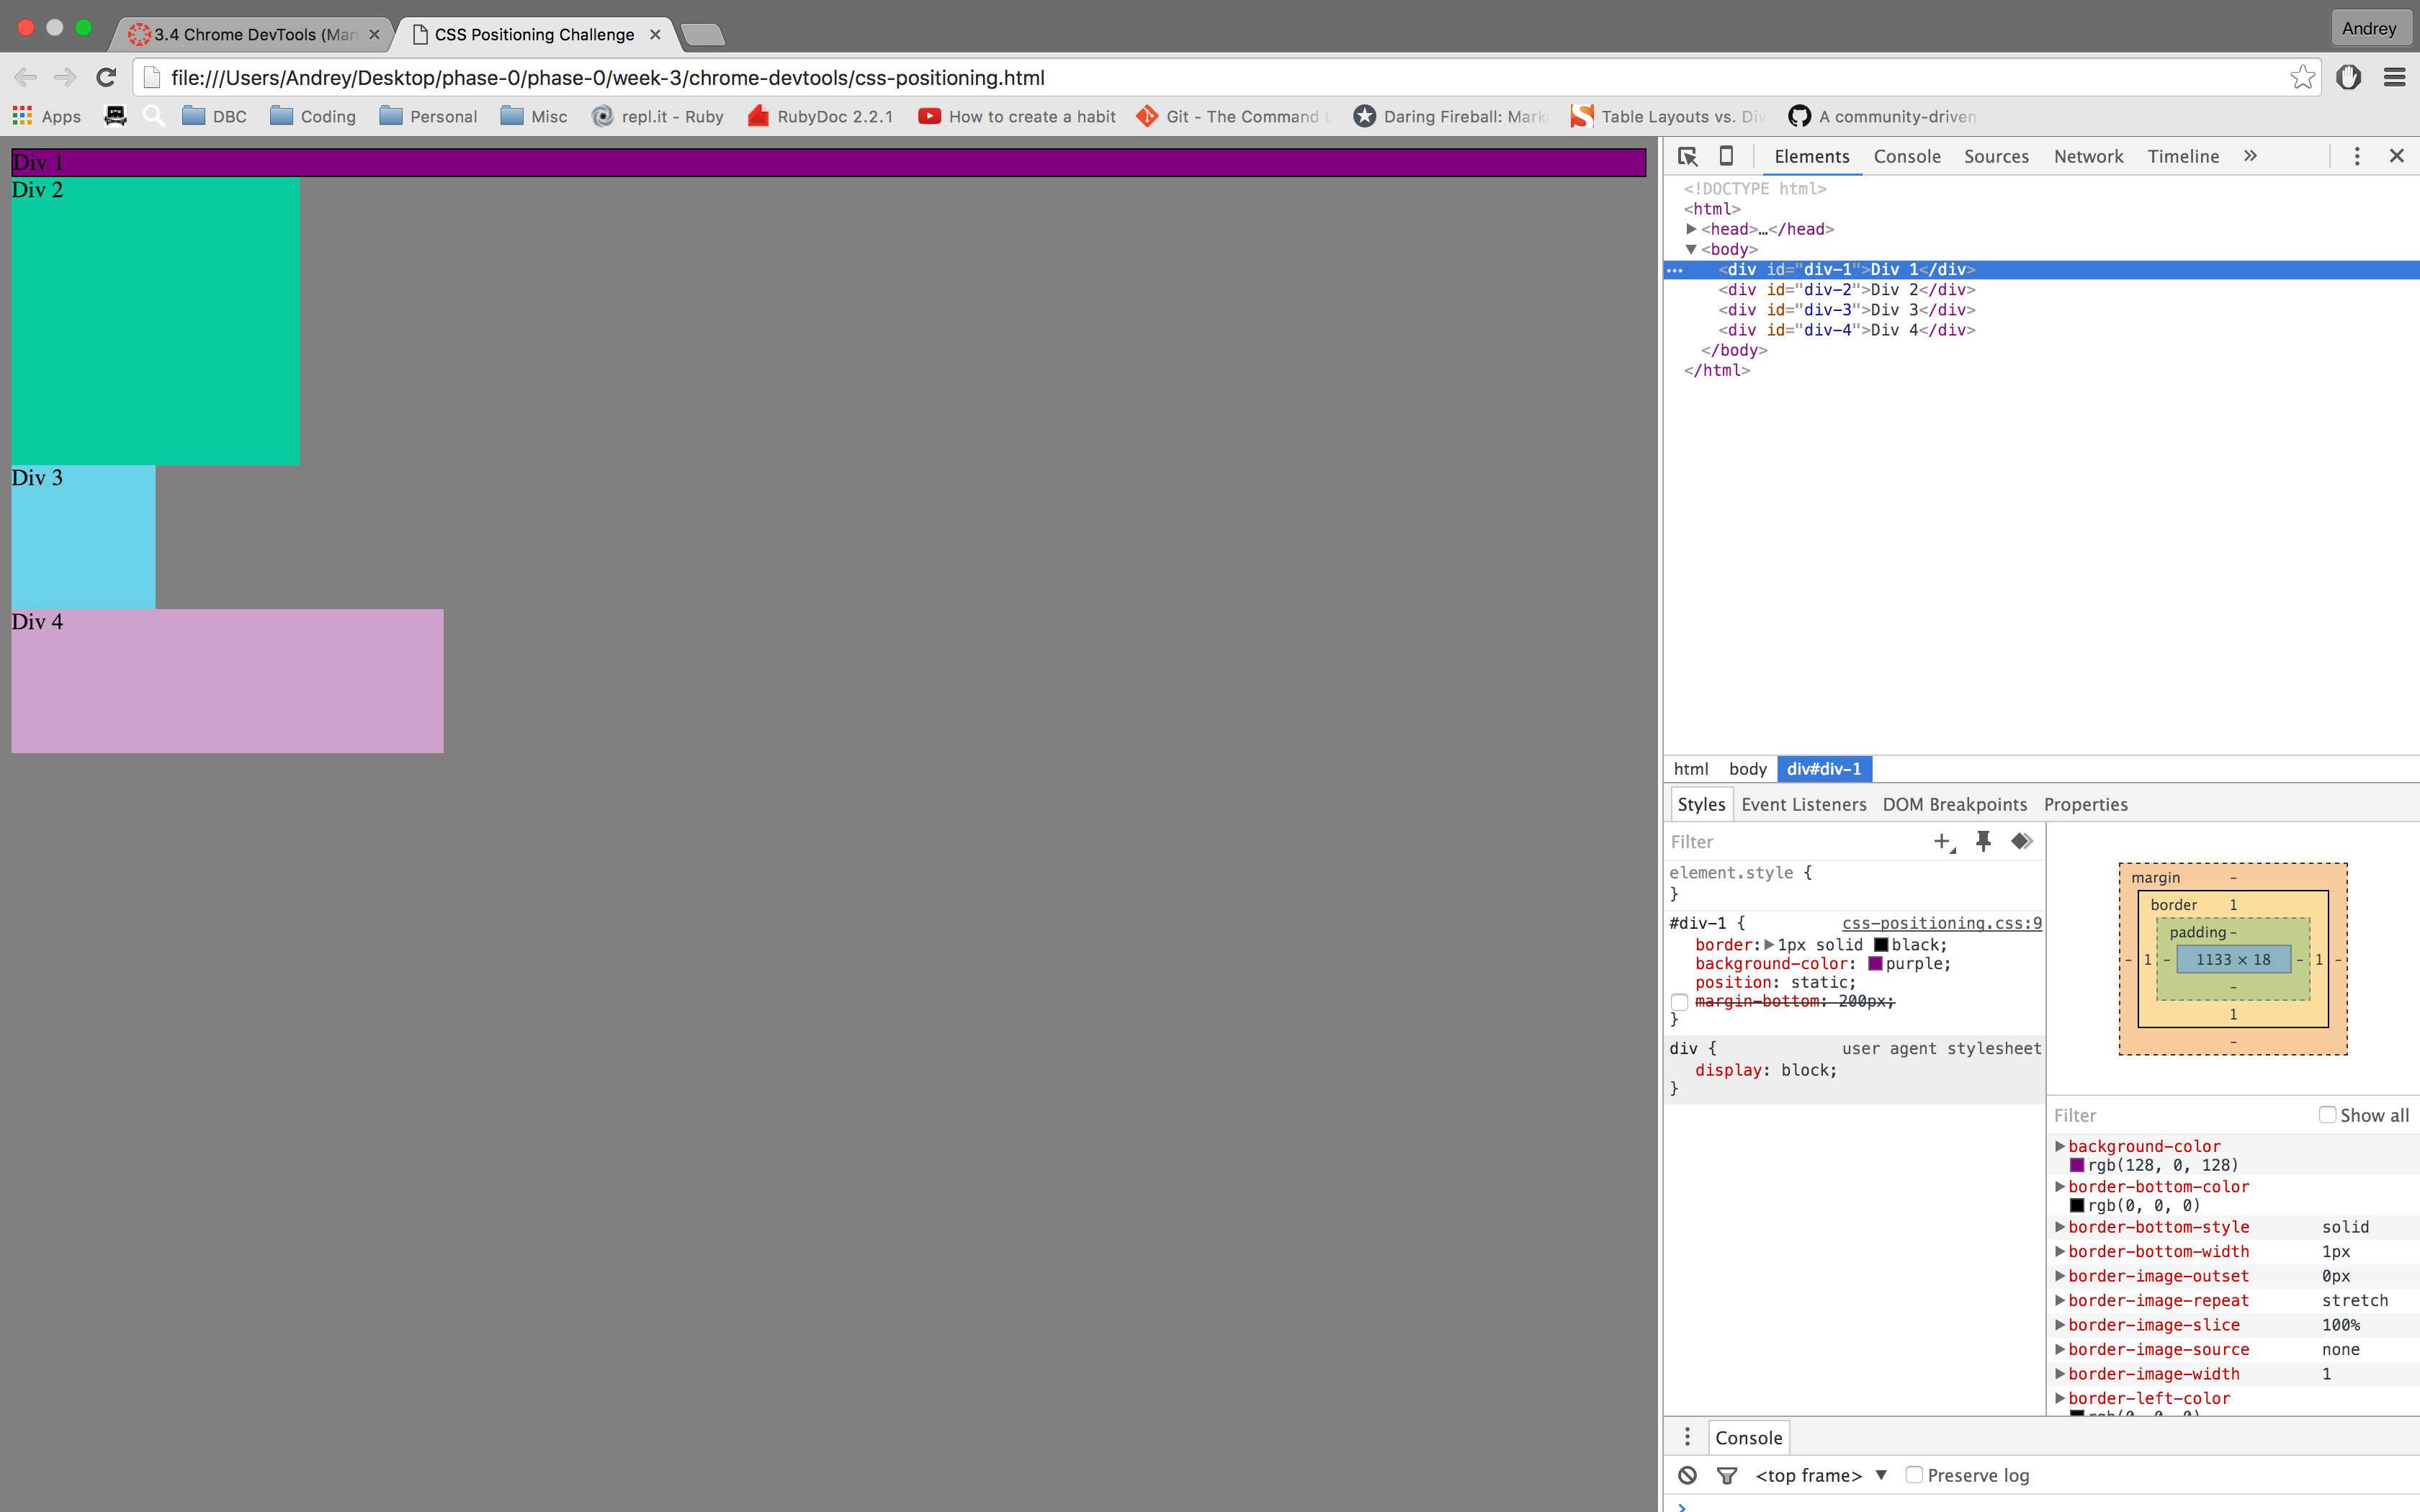 3.4 Chrome DevTools (Man
CSS Positioning Challenge
Andrey
file:///Users/Andrey/Desktop/phase-0/phase-0/week-3/chrome-devtools/css-positioning.html
Apps DBC Coding Personal Misc repl.it - Ruby RubyDoc 2.2.1 How to create a habit Git - The Command Daring Fireball: Mark Table Layouts vs. Div A community-driven
Div 1
Div 2
Div 3
Div 4
Elements Console Sources Network Timeline »
<!DOCTYPE html>
<html>
<head>…</head>
<body>
<div id="div-1">Div 1</div>
<div id="div-2">Div 2</div>
<div id="div-3">Div 3</div>
<div id="div-4">Div 4</div>
</body>
</html>
html body div#div-1
Styles Event Listeners DOM Breakpoints Properties
Filter
element.style {
}
#div-1 { css-positioning.css:9
border: 1px solid black;
background-color: purple;
position: static;
margin-bottom: 200px;
}
div { user agent stylesheet
display: block;
}
margin -
border 1
padding -
- 1 - 1133 × 18 - 1 -
-
1
-
Filter Show all
background-color
rgb(128, 0, 128)
border-bottom-color
rgb(0, 0, 0)
border-bottom-style solid
border-bottom-width 1px
border-image-outset 0px
border-image-repeat stretch
border-image-slice 100%
border-image-source none
border-image-width 1
border-left-color
rgb(0, 0, 0)
Console
<top frame> ▼ Preserve log